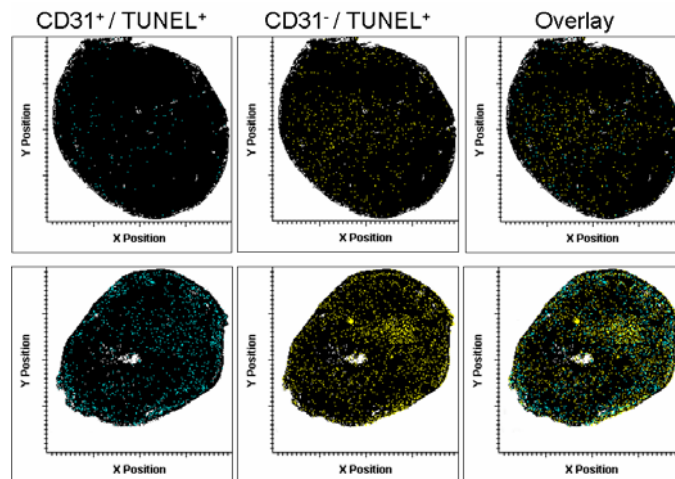 CD31+ / TUNEL+ CD31- / TUNEL+ Overlay
Y Position Y Position Y Position
X Position X Position X Position
Y Position Y Position Y Position
X Position X Position X Position